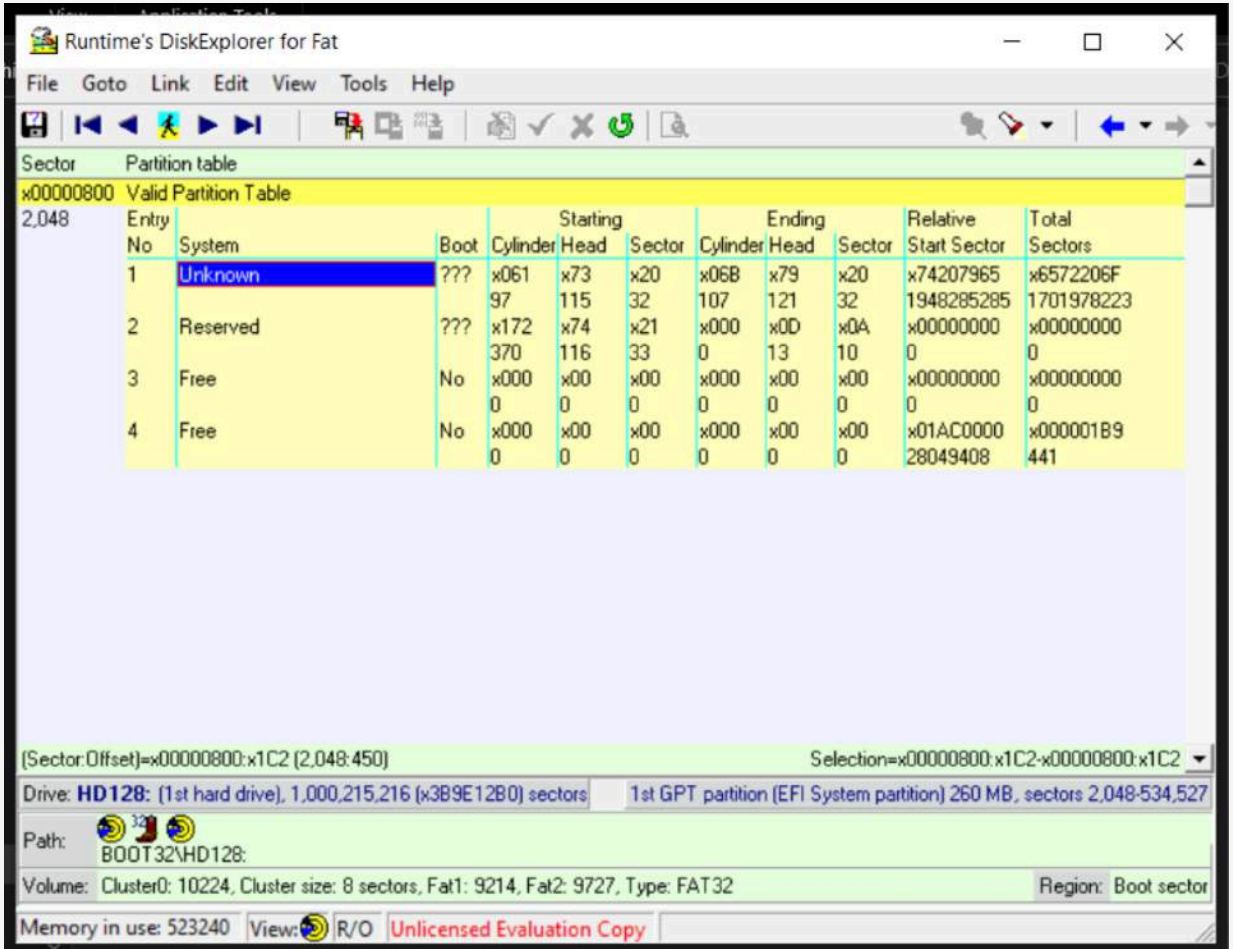 View Application Tools
Runtime's DiskExplorer for Fat
File Goto Link Edit View Tools Help
Sector Partition table
x00000800 Valid Partition Table
2,048 Entry Starting Ending Relative Total
No System Boot Cylinder Head Sector Cylinder Head Sector Start Sector Sectors
1 Unknown ??? x061 x73 x20 x06B x79 x20 x74207965 x6572206F
97 115 32 107 121 32 1948285285 1701978223
2 Reserved ??? x172 x74 x21 x000 x0D x0A x00000000 x00000000
370 116 33 0 13 10 0 0
3 Free No x000 x00 x00 x000 x00 x00 x00000000 x00000000
0 0 0 0 0 0 0 0
4 Free No x000 x00 x00 x000 x00 x00 x01AC0000 x000001B9
0 0 0 0 0 0 28049408 441
(Sector:Offset)=x00000800:x1C2 (2,048:450) Selection=x00000800:x1C2-x00000800:x1C2
Drive: HD128: (1st hard drive), 1,000,215,216 (x3B9E12B0) sectors 1st GPT partition (EFI System partition) 260 MB, sectors 2,048-534,527
32
Path: BOOT32\HD128:
Volume: Cluster0: 10224, Cluster size: 8 sectors, Fat1: 9214, Fat2: 9727, Type: FAT32 Region: Boot sector
Memory in use: 523240 View: R/O Unlicensed Evaluation Copy